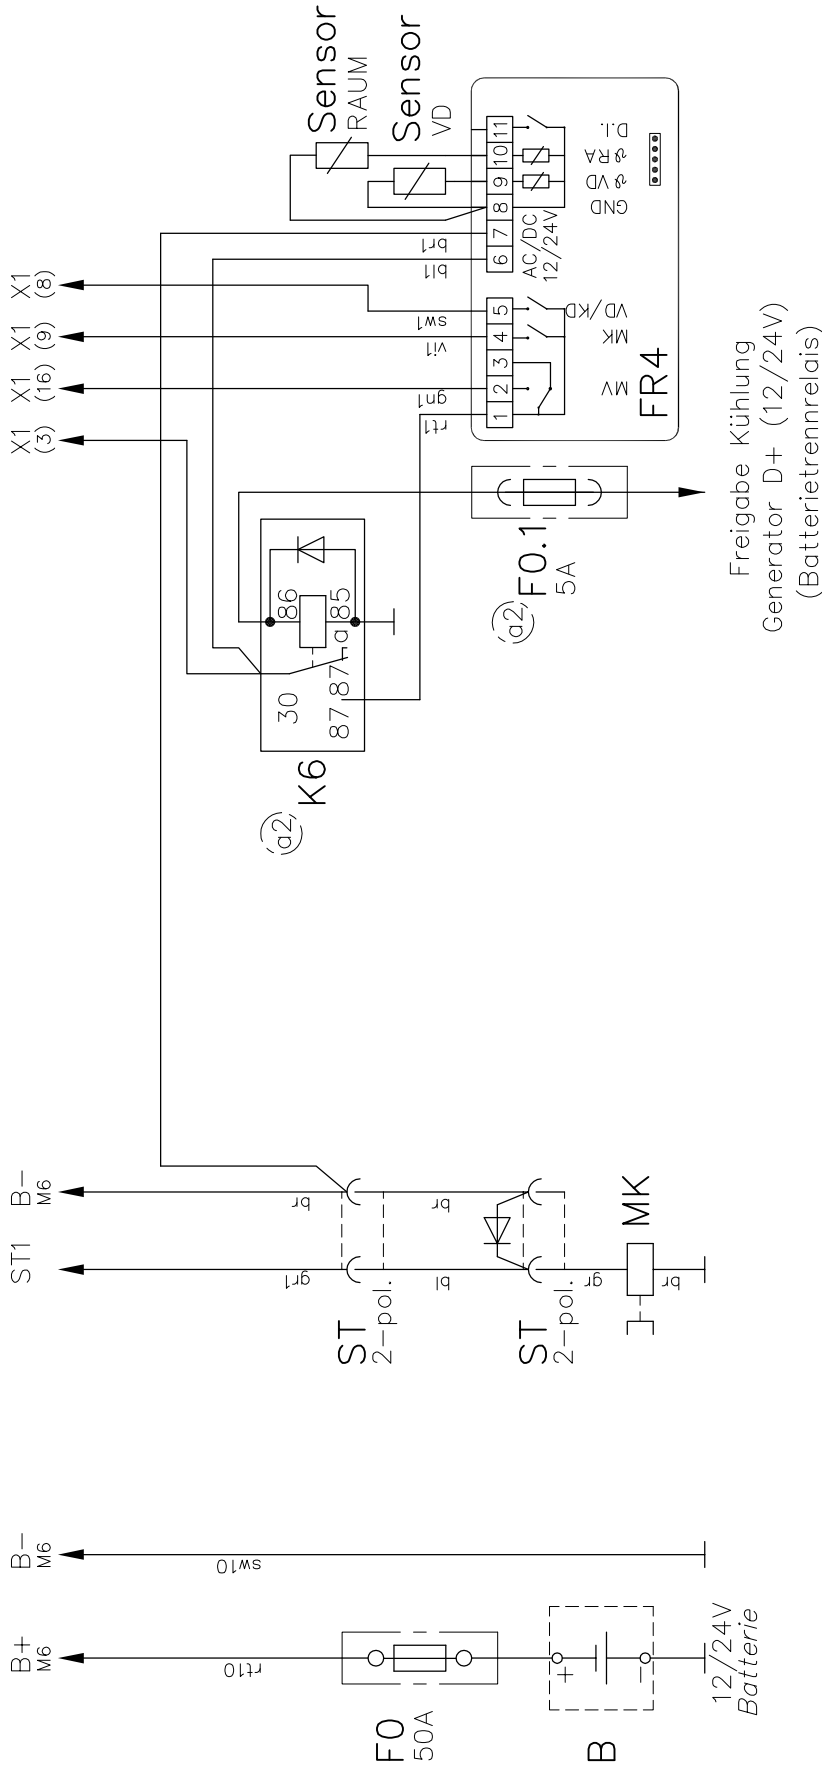 X1
(3)
X1
(16)
X1
(9)
X1
(8)
Sensor
RAUM
Sensor
VD
rt1
gn1
vi1
sw1
bl1
br1
1
2
3
4
5
6
7
8
9
10
11
MV
MK
VD/KD
AC/DC
12/24V
GND
ϑVD
ϑRA
D.I.
FR4
K6
a2
30
87
87a
86
85
F0.1
5A
a2
Freigabe Kühlung
Generator D+ (12/24V)
(Batterietrennrelais)
ST1
B-
M6
gr1
br
ST
2-pol.
bl
br
ST
2-pol.
gr
br
MK
B+
M6
B-
M6
rt10
sw10
F0
50A
B
+
-
12/24V
Batterie